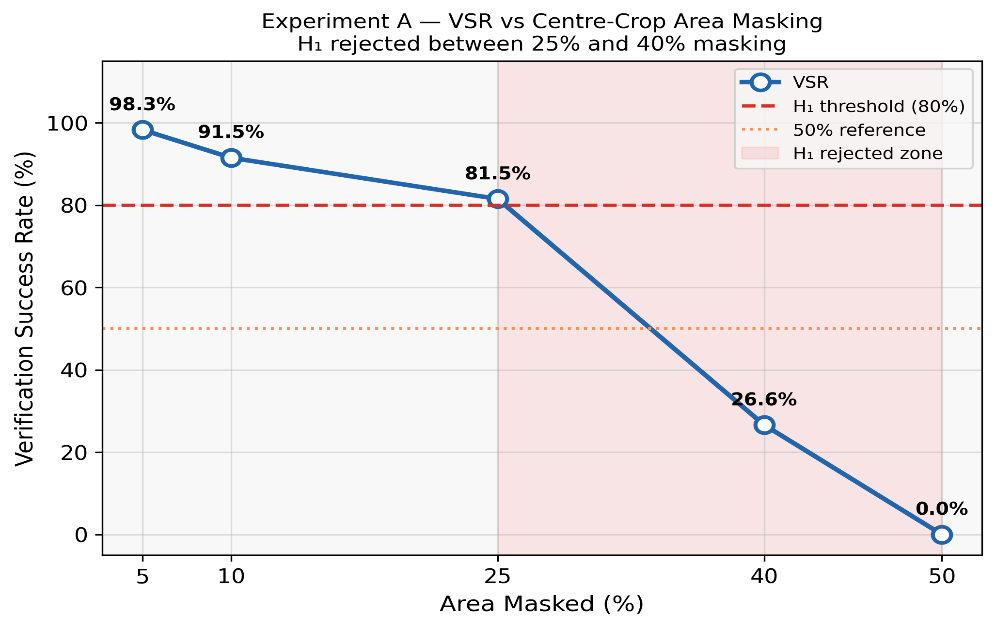 Experiment A — VSR vs Centre-Crop Area Masking
H₁ rejected between 25% and 40% masking
VSR
H₁ threshold (80%)
50% reference
H₁ rejected zone
98.3%
91.5%
81.5%
26.6%
0.0%
Verification Success Rate (%)
100
80
60
40
20
0
5 10 25 40 50
Area Masked (%)